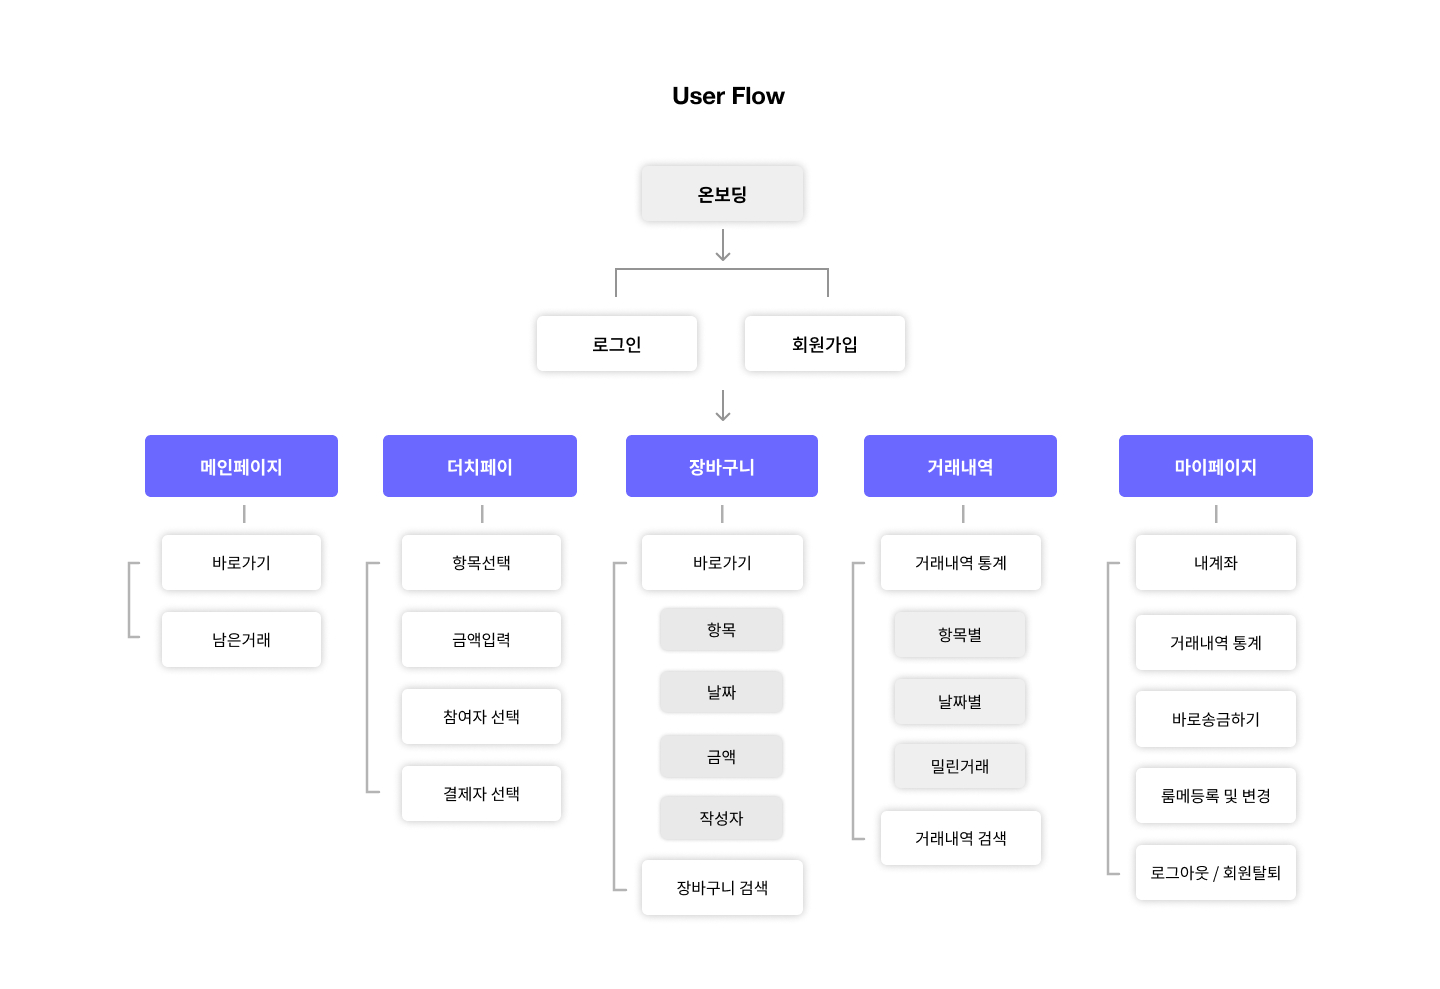 User Flow
온보딩
로그인
회원가입
메인페이지
바로가기
남은거래
더치페이
항목선택
금액입력
참여자 선택
결제자 선택
장바구니
바로가기
항목
날짜
금액
작성자
장바구니 검색
거래내역
거래내역 통계
항목별
날짜별
밀린거래
거래내역 검색
마이페이지
내계좌
거래내역 통계
바로송금하기
룸메등록 및 변경
로그아웃 / 회원탈퇴